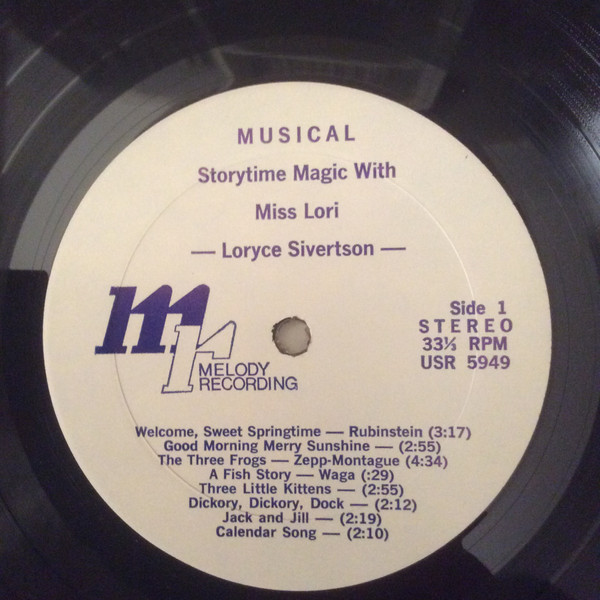 MUSICAL
Storytime Magic With
Miss Lori
— Loryce Sivertson —
Side 1
STEREO
33⅓ RPM
USR 5949
mr
MELODY
RECORDING
Welcome, Sweet Springtime — Rubinstein (3:17)
Good Morning Merry Sunshine — (2:55)
The Three Frogs — Zepp-Montague (4:34)
A Fish Story — Waga (:29)
Three Little Kittens — (2:55)
Dickory, Dickory, Dock — (2:12)
Jack and Jill — (2:19)
Calendar Song — (2:10)